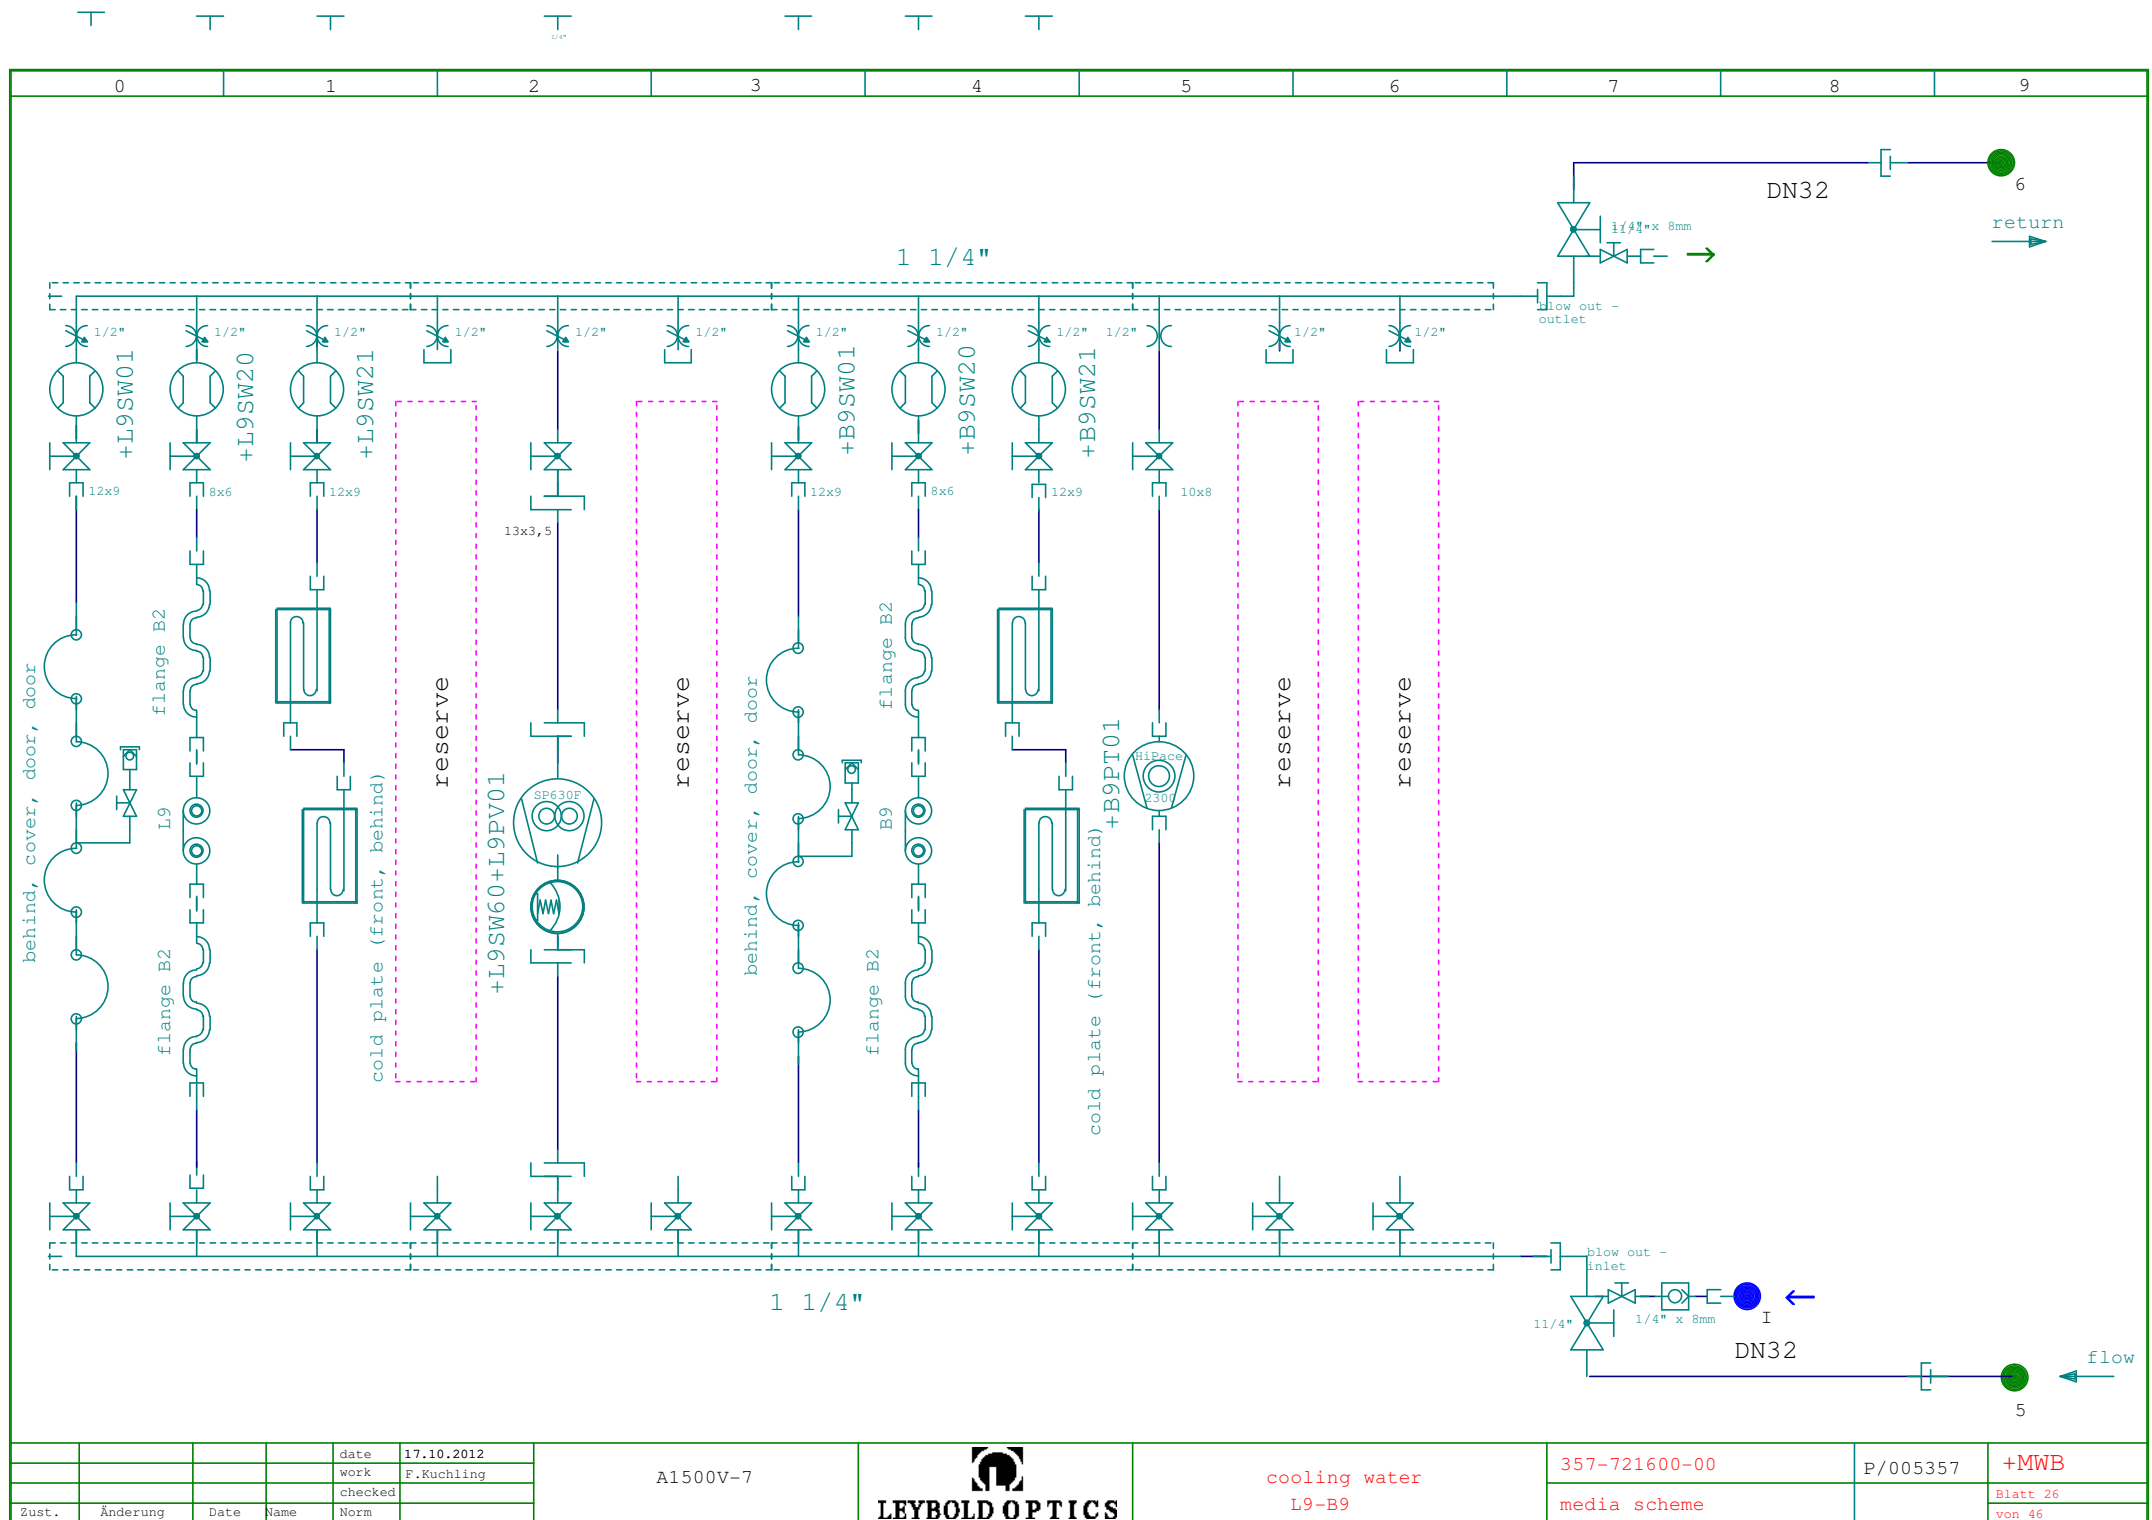 1/4"
0 1 2 3 4 5 6 7 8 9
DN32
6
return
1/4" x 8mm
11/4"
1 1/4"
blow out -
outlet
1/2" 1/2" 1/2" 1/2" 1/2" 1/2" 1/2" 1/2" 1/2" 1/2" 1/2" 1/2"
+L9SW01
+L9SW20
+L9SW21
+B9SW01
+B9SW20
+B9SW21
12x9 8x6 12x9 12x9 8x6 12x9 10x8
13x3,5
behind, cover, door, door
flange B2
L9
flange B2
cold plate (front, behind)
reserve
+L9SW60+L9PV01
SP630F
reserve
behind, cover, door, door
flange B2
B9
flange B2
cold plate (front, behind)
+B9PT01
HiPace
2300
reserve
reserve
blow out -
inlet
1 1/4"
11/4"
1/4" x 8mm
I
DN32
flow
5
date 17.10.2012
work F.Kuchling
checked
Zust. Änderung Date Name Norm
A1500V-7
LEYBOLD OPTICS
cooling water
L9-B9
357-721600-00
media scheme
P/005357
+MWB
Blatt 26
von 46